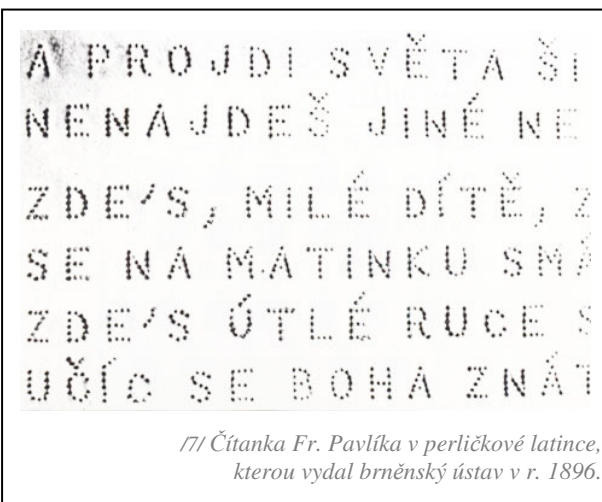 A PROJDI SVĚTA ŠI
NENAJDEŠ JINÉ NE
ZDE'S, MILÉ DÍTĚ, Z
SE NA MATINKU SMÁ
ZDE'S ÚTLÉ RUCE S
UČÍC SE BOHA ZNÁT
/7/ Čítanka Fr. Pavlíka v perličkové latince,
kterou vydal brněnský ústav v r. 1896.